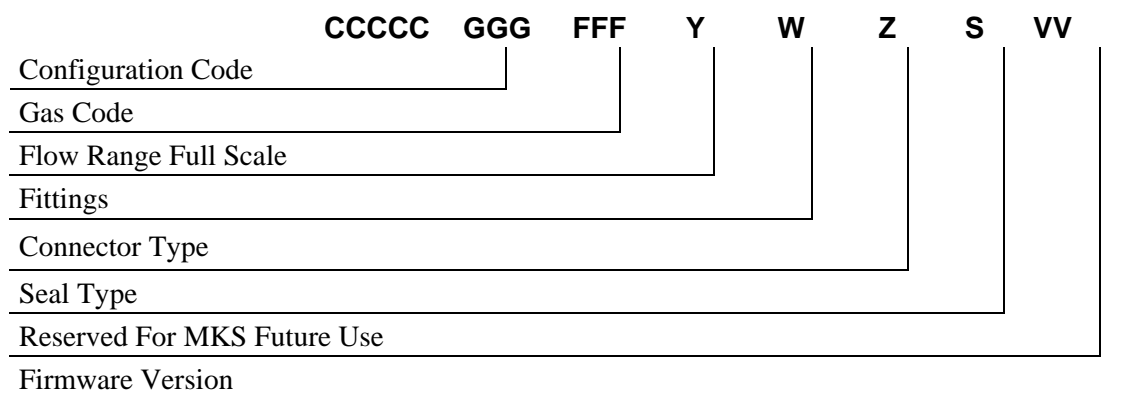 CCCCC GGG FFF Y W Z S VV
Configuration Code
Gas Code
Flow Range Full Scale
Fittings
Connector Type
Seal Type
Reserved For MKS Future Use
Firmware Version